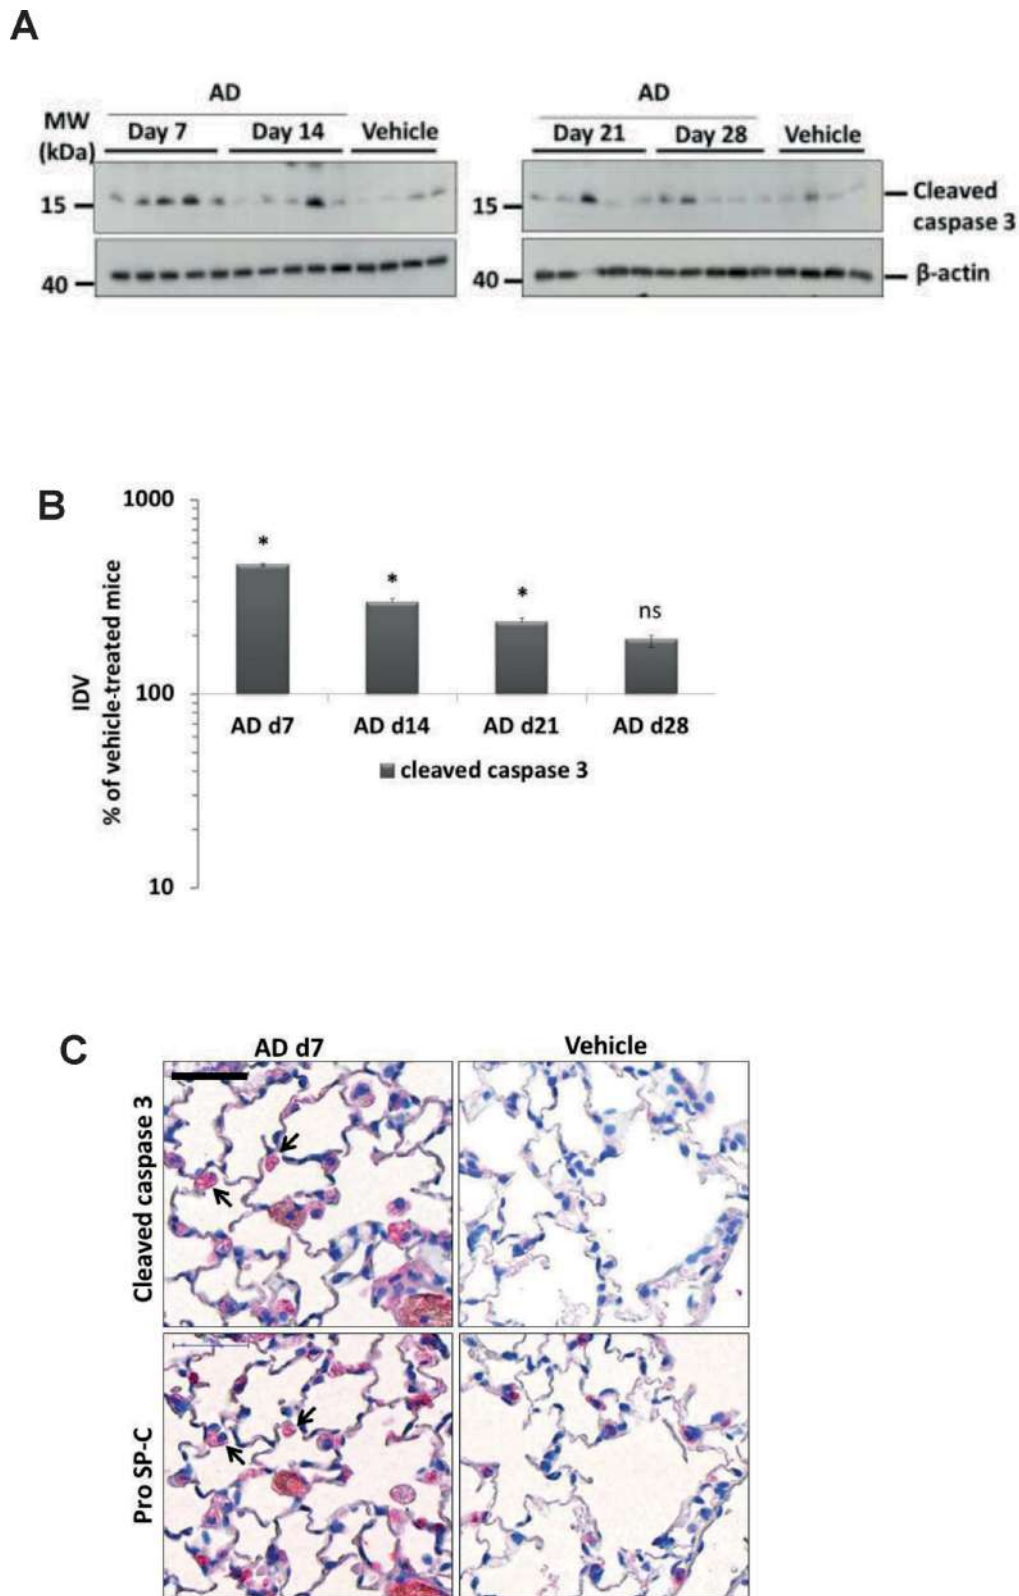 A
AD
AD
MW
(kDa)
Day 7
Day 14
Vehicle
Day 21
Day 28
Vehicle
15
15
Cleaved
caspase 3
40
40
β-actin
B
1000
100
10
IDV
% of vehicle-treated mice
*
*
*
ns
AD d7
AD d14
AD d21
AD d28
cleaved caspase 3
C
AD d7
Vehicle
Cleaved caspase 3
Pro SP-C